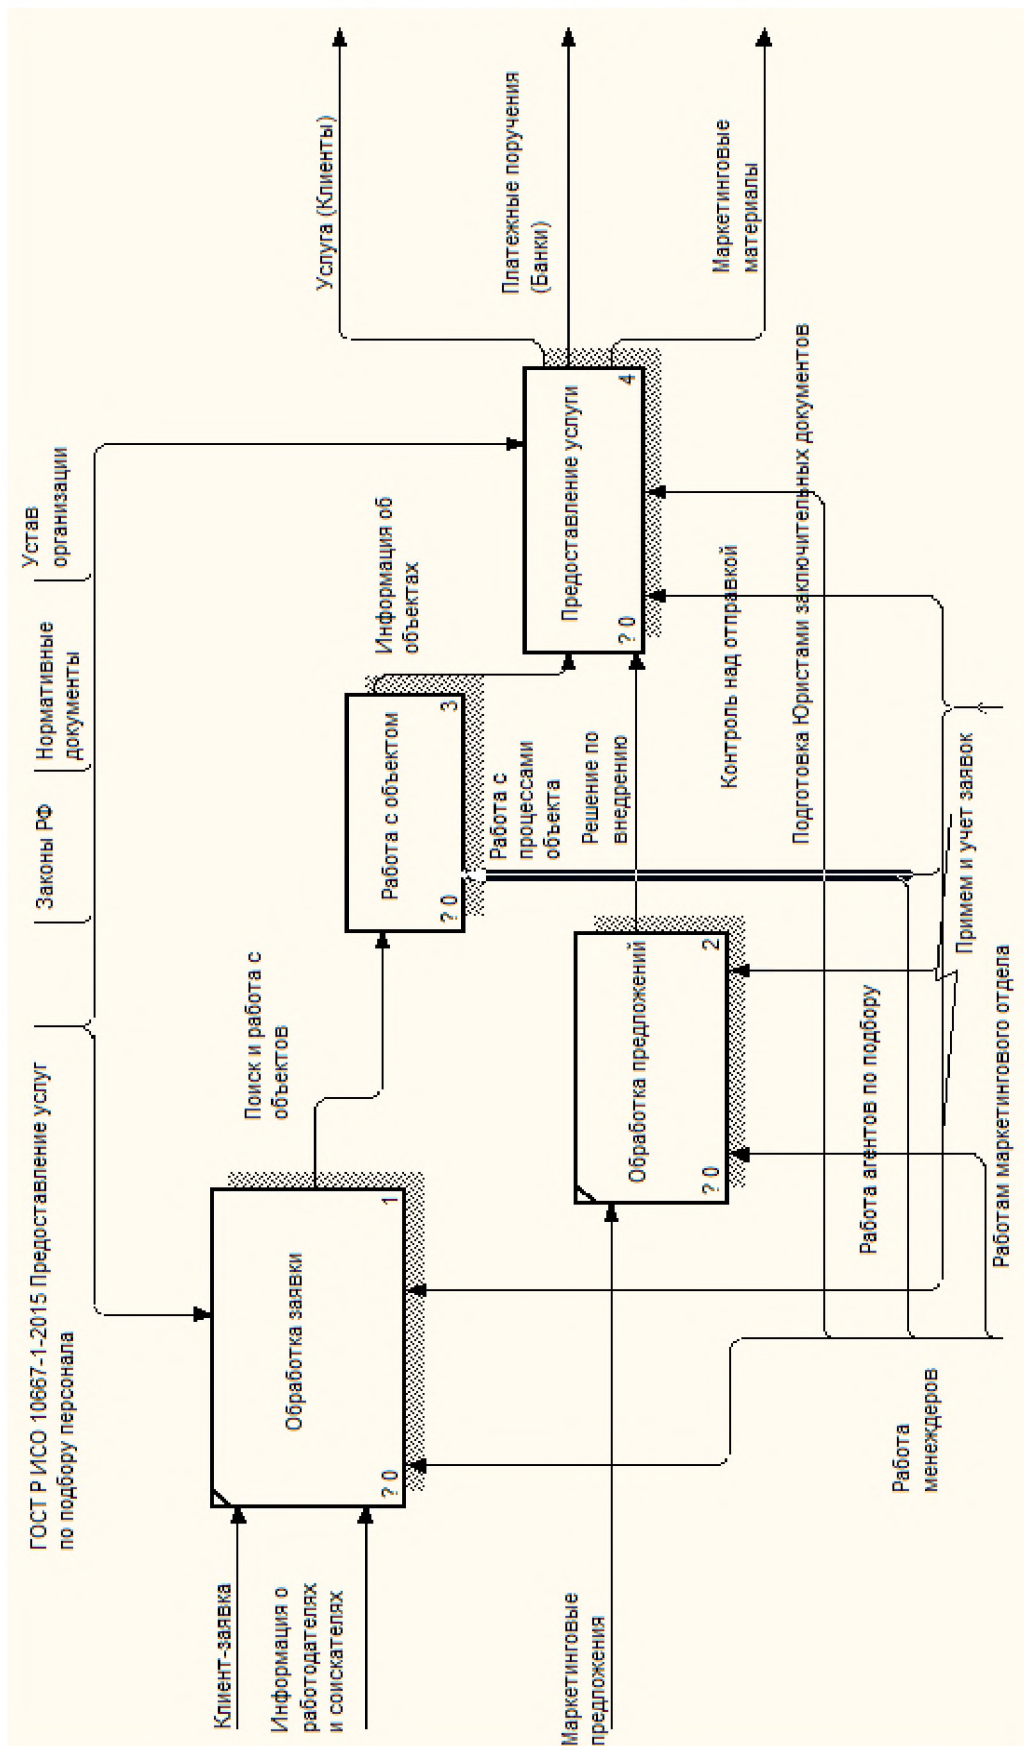 ГОСТ Р ИСО 10667-1-2015 Предоставление услуг
по подбору персонала
Законы РФ
Нормативные
документы
Устав
организации
Клиент-заявка
Информация о
работодателях
и соискателях
Обработка заявки
? 0
1
Поиск и работа с
объектов
Работа с объектом
? 0
3
Информация об
объектах
Услуга (Клиенты)
Платежные поручения
(Банки)
Маркетинговые
материалы
Предоставление услуги
? 0
4
Работа с
процессами
объекта
Решение по
внедрению
Маркетинговые
предложения
Обработка предложений
? 0
2
Контроль над отправкой
Подготовка Юристами заключительных документов
Работа агентов по подбору
Примем и учет заявок
Работа
менеждеров
Работам маркетингового отдела